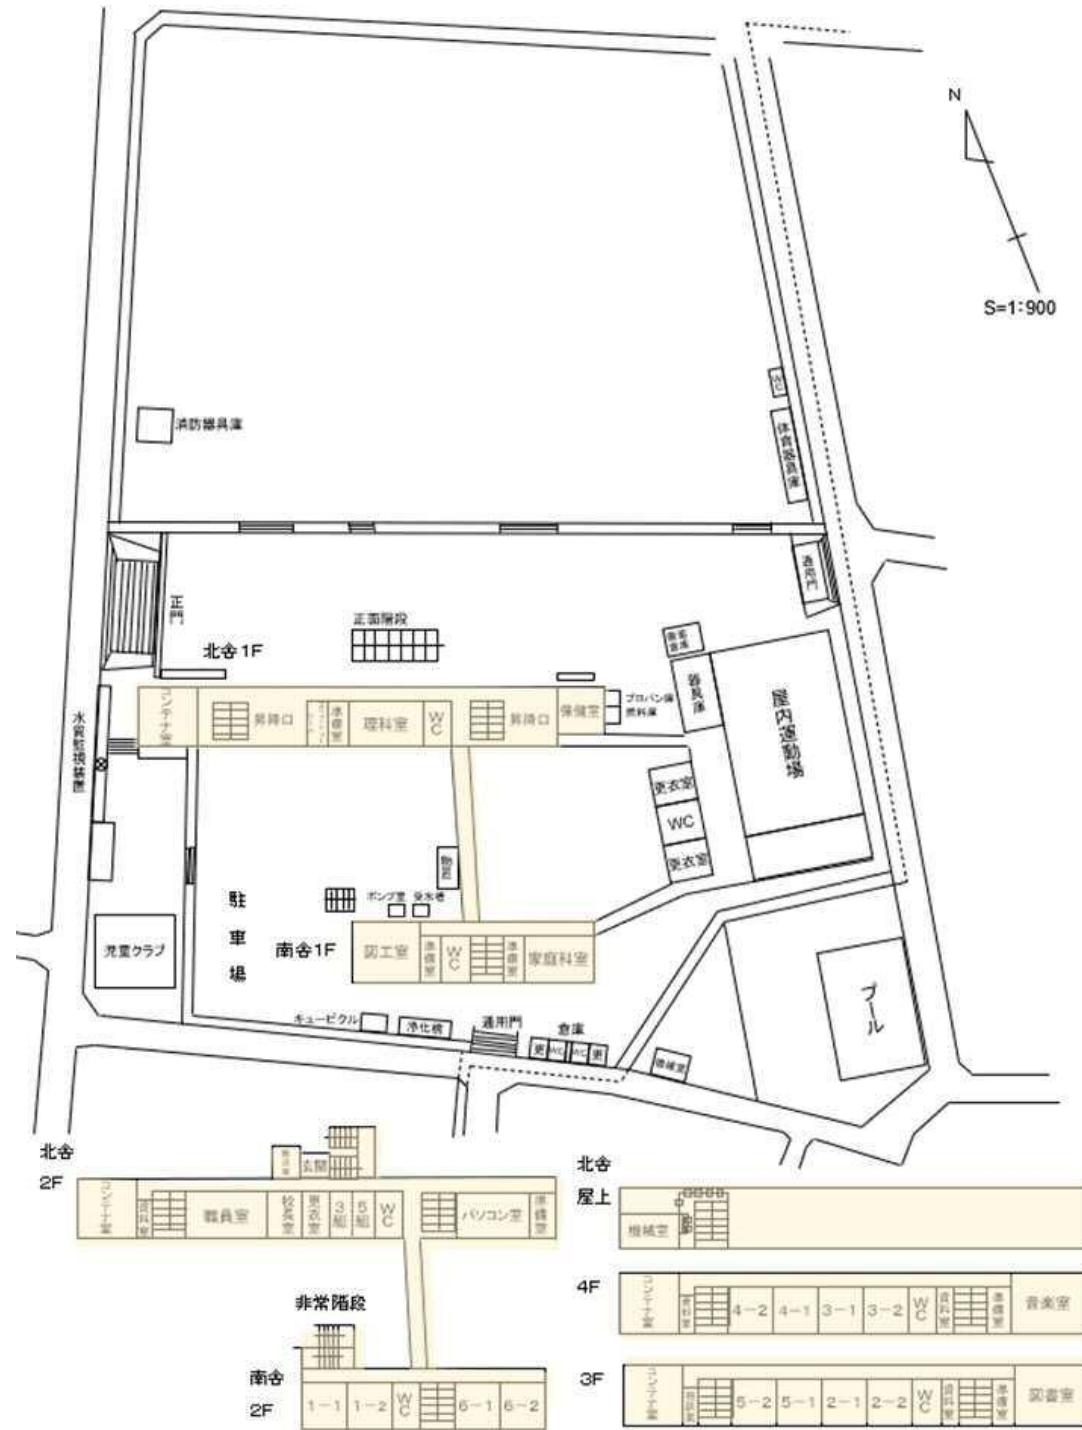 N
S=1:900
WC
消防器具庫
体育器具庫
通用門
正門
正面階段
北舎1F
器具庫
プロパン庫
燃料庫
コンテナ室
昇降口
準備室
理科室
WC
昇降口
保健室
屋内運動場
水質監視装置
更衣室
WC
更衣室
ポンプ室
受水槽
駐車場
児童クラブ
南舎1F
図工室
準備室
WC
準備室
家庭科室
プール
キュービクル
浄化槽
通用門
倉庫
更
WC
WC
更
北舎
2F
玄関
コンテナ室
資料室
職員室
校長室
更衣室
3組
5組
WC
パソコン室
準備室
非常階段
南舎
2F
1-1
1-2
WC
6-1
6-2
北舎
屋上
機械室
4F
コンテナ室
資料室
4-2
4-1
3-1
3-2
WC
資料室
準備室
音楽室
3F
コンテナ室
5-2
5-1
2-1
2-2
WC
資料室
準備室
図書室